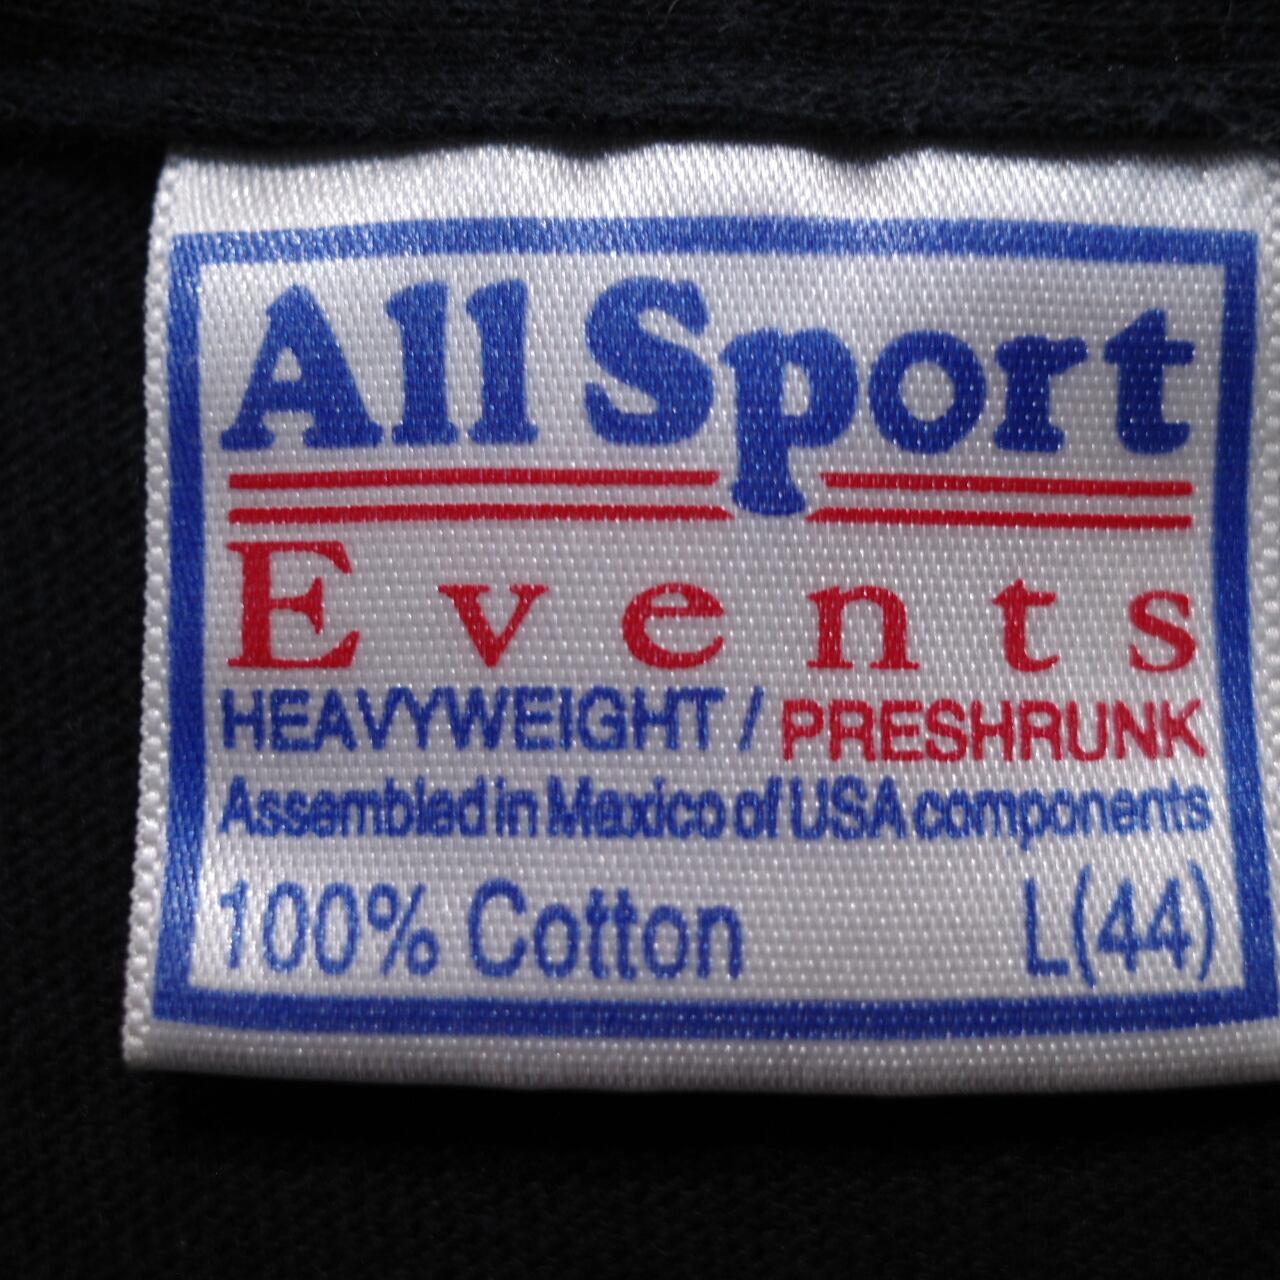 All Sport
Events
HEAVYWEIGHT / PRESHRUNK
Assembled in Mexico of USA components
100% Cotton L(44)